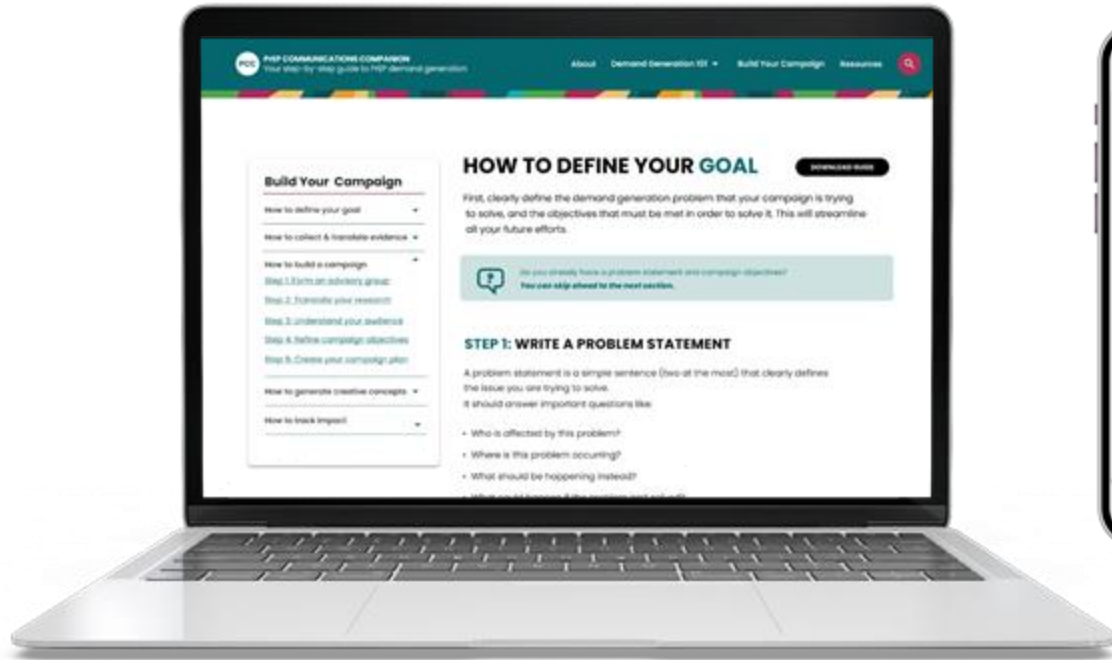 PCC
PrEP COMMUNICATIONS COMPANION
Your step-by-step guide to PrEP demand generation
About Demand Generation 101 Build Your Campaign Resources
Build Your Campaign
How to define your goal
How to collect & translate evidence
How to build a campaign
Step 1: Form an advisory group
Step 2: Translate your research
Step 3: Understand your audience
Step 4: Refine campaign objectives
Step 5: Create your campaign plan
How to generate creative concepts
How to track impact
HOW TO DEFINE YOUR GOAL
DOWNLOAD GUIDE
First, clearly define the demand generation problem that your campaign is trying
to solve, and the objectives that must be met in order to solve it. This will streamline
all your future efforts.
Do you already have a problem statement and campaign objectives?
You can skip ahead to the next section.
STEP 1: WRITE A PROBLEM STATEMENT
A problem statement is a simple sentence (two at the most) that clearly defines
the issue you are trying to solve.
It should answer important questions like:
• Who is affected by this problem?
• Where is this problem occurring?
• What should be happening instead?